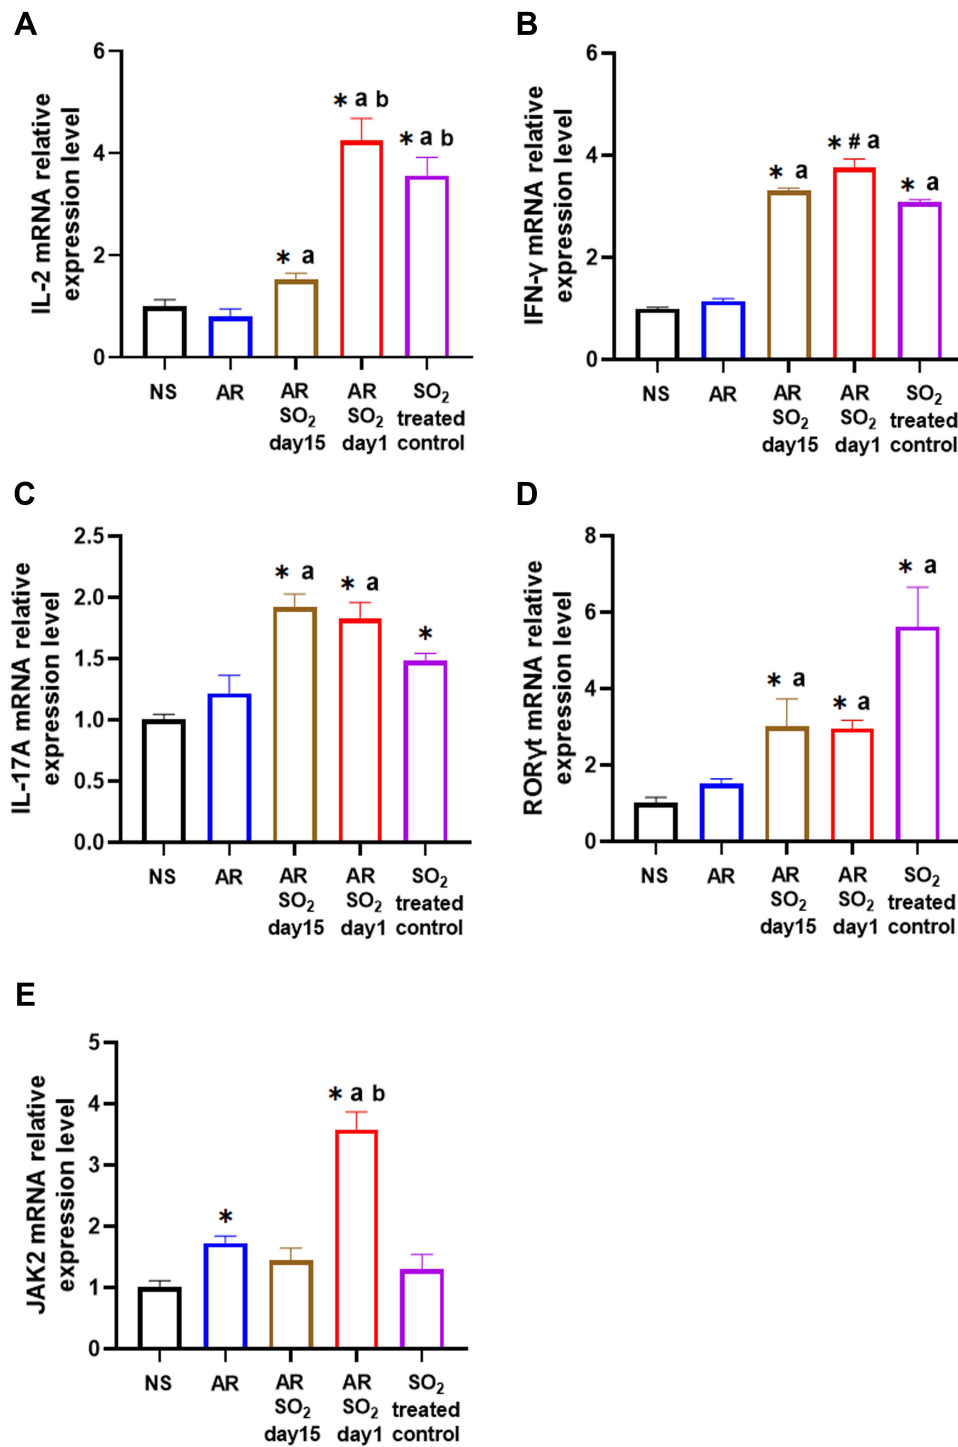 A
IL-2 mRNA relative
expression level
6
4
2
0
* a
* a b
* a b
NS
AR
AR
SO₂
day15
AR
SO₂
day1
SO₂
treated
control
B
IFN-γ mRNA relative
expression level
6
4
2
0
* a
* # a
* a
NS
AR
AR
SO₂
day15
AR
SO₂
day1
SO₂
treated
control
C
IL-17A mRNA relative
expression level
2.5
2.0
1.5
1.0
0.5
0.0
* a
* a
*
NS
AR
AR
SO₂
day15
AR
SO₂
day1
SO₂
treated
control
D
RORγt mRNA relative
expression level
8
6
4
2
0
* a
* a
* a
NS
AR
AR
SO₂
day15
AR
SO₂
day1
SO₂
treated
control
E
JAK2 mRNA relative
expression level
5
4
3
2
1
0
*
* a b
NS
AR
AR
SO₂
day15
AR
SO₂
day1
SO₂
treated
control